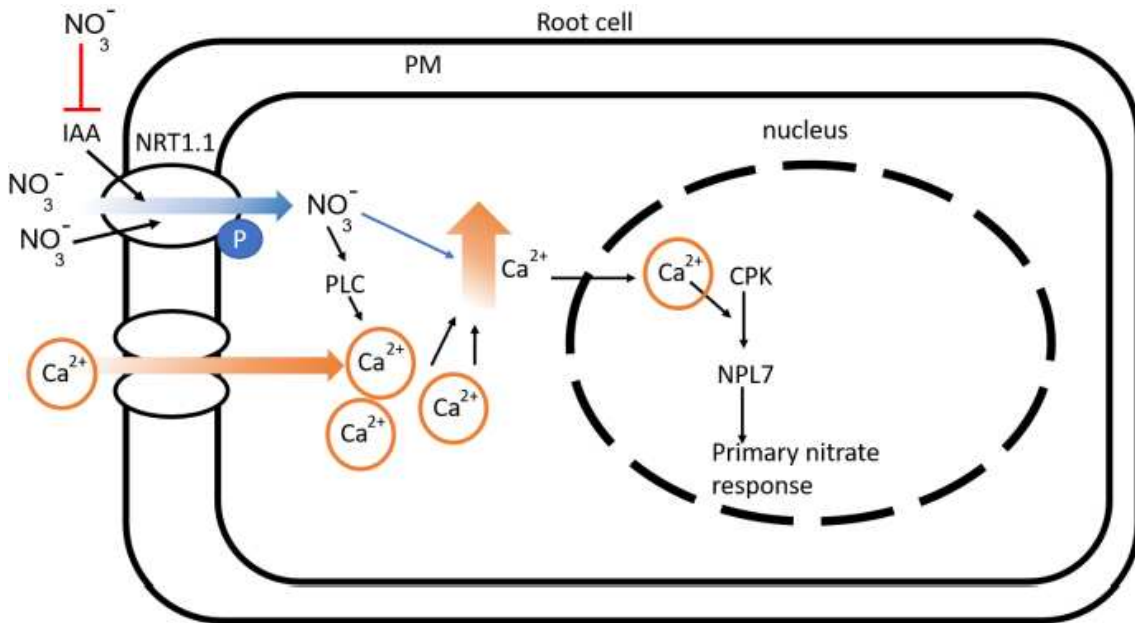 NO₃⁻
Root cell
PM
IAA
NRT1.1
nucleus
NO₃⁻
NO₃⁻
NO₃⁻
P
Ca²⁺
Ca²⁺
CPK
PLC
Ca²⁺
Ca²⁺
Ca²⁺
Ca²⁺
NPL7
Primary nitrate
response